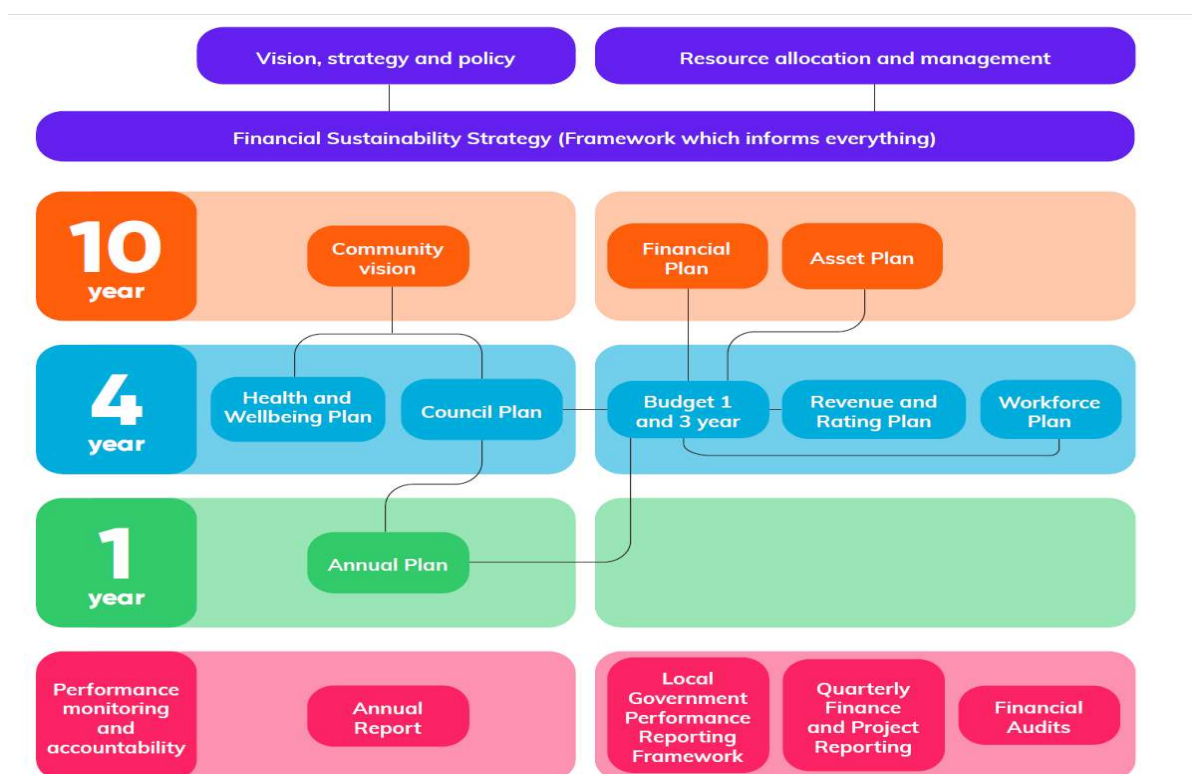 Vision, strategy and policy
Resource allocation and management
Financial Sustainability Strategy (Framework which informs everything)
10
year
Community
vision
Financial
Plan
Asset Plan
4
year
Health and
Wellbeing Plan
Council Plan
Budget 1
and 3 year
Revenue and
Rating Plan
Workforce
Plan
1
year
Annual Plan
Performance
monitoring
and
accountability
Annual
Report
Local
Government
Performance
Reporting
Framework
Quarterly
Finance
and Project
Reporting
Financial
Audits